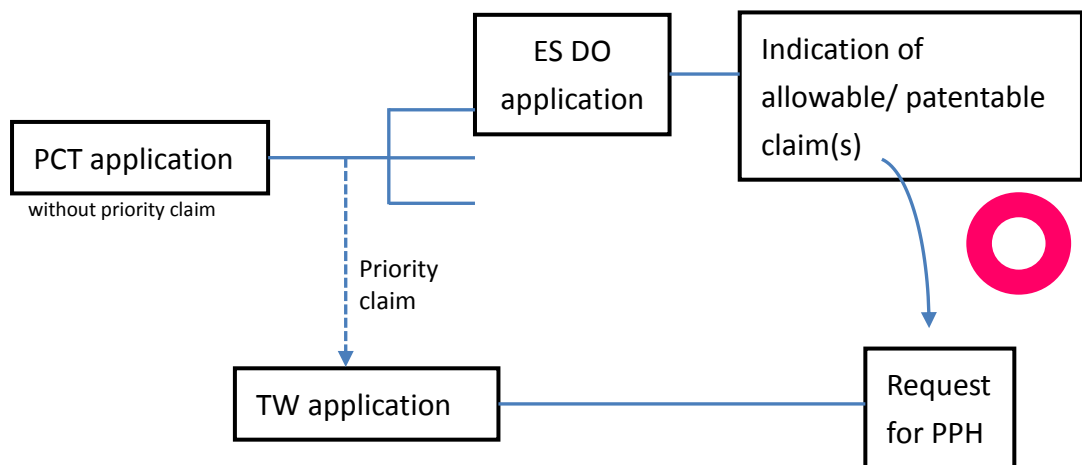 ES DO
application
Indication of
allowable/ patentable
claim(s)
PCT application
without priority claim
Priority
claim
TW application
Request
for PPH